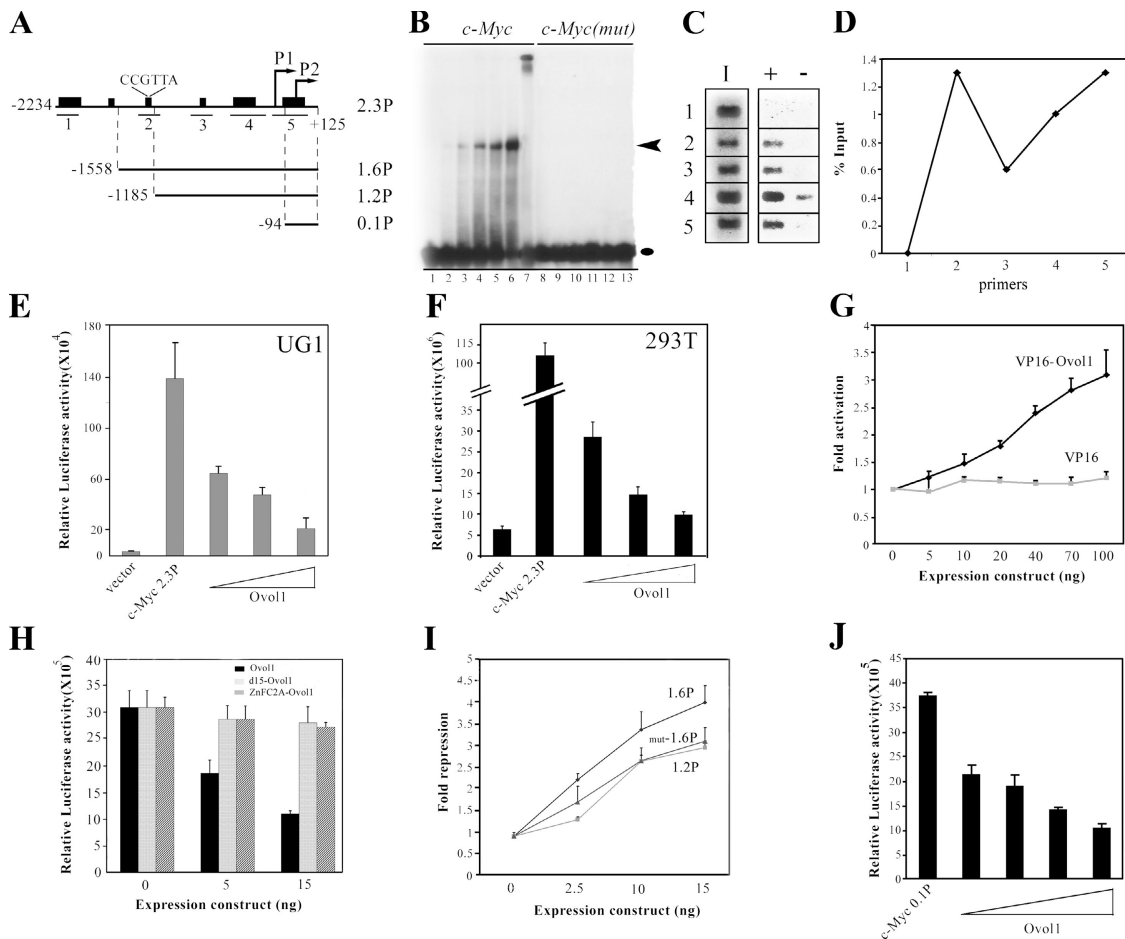 A
CCGTTA
P1
P2
-2234
2.3P
1 2 3 4 5 +125
-1558 1.6P
-1185 1.2P
-94 0.1P
B
c-Myc c-Myc(mut)
1 2 3 4 5 6 7 8 9 10 11 12 13
C
I + -
1
2
3
4
5
D
% Input
1.4
1.2
1
0.8
0.6
0.4
0.2
0
1 2 3 4 5
primers
E
UG1
Relative Luciferase activity(X10^4)
180
140
100
60
20
0
vector
c-Myc 2.3P
Ovol1
F
293T
Relative Luciferase activity(X10^6)
115
100
35
30
25
20
15
10
5
0
vector
c-Myc 2.3P
Ovol1
G
Fold activation
4
3.5
3
2.5
2
1.5
1
0.5
VP16-Ovol1
VP16
0 5 10 20 40 70 100
Expression construct (ng)
H
Relative Luciferase activity(X10^5)
40
35
30
25
20
15
10
5
0
Ovol1
d15-Ovol1
ZnFC2A-Ovol1
0 5 15
Expression construct (ng)
I
Fold repression
5
4.5
4
3.5
3
2.5
2
1.5
1
0.5
1.6P
mut-1.6P
1.2P
0 2.5 10 15
Expression construct (ng)
J
Relative Luciferase activity(X10^5)
45
40
35
30
25
20
15
10
5
0
c-Myc 0.1P
Ovol1